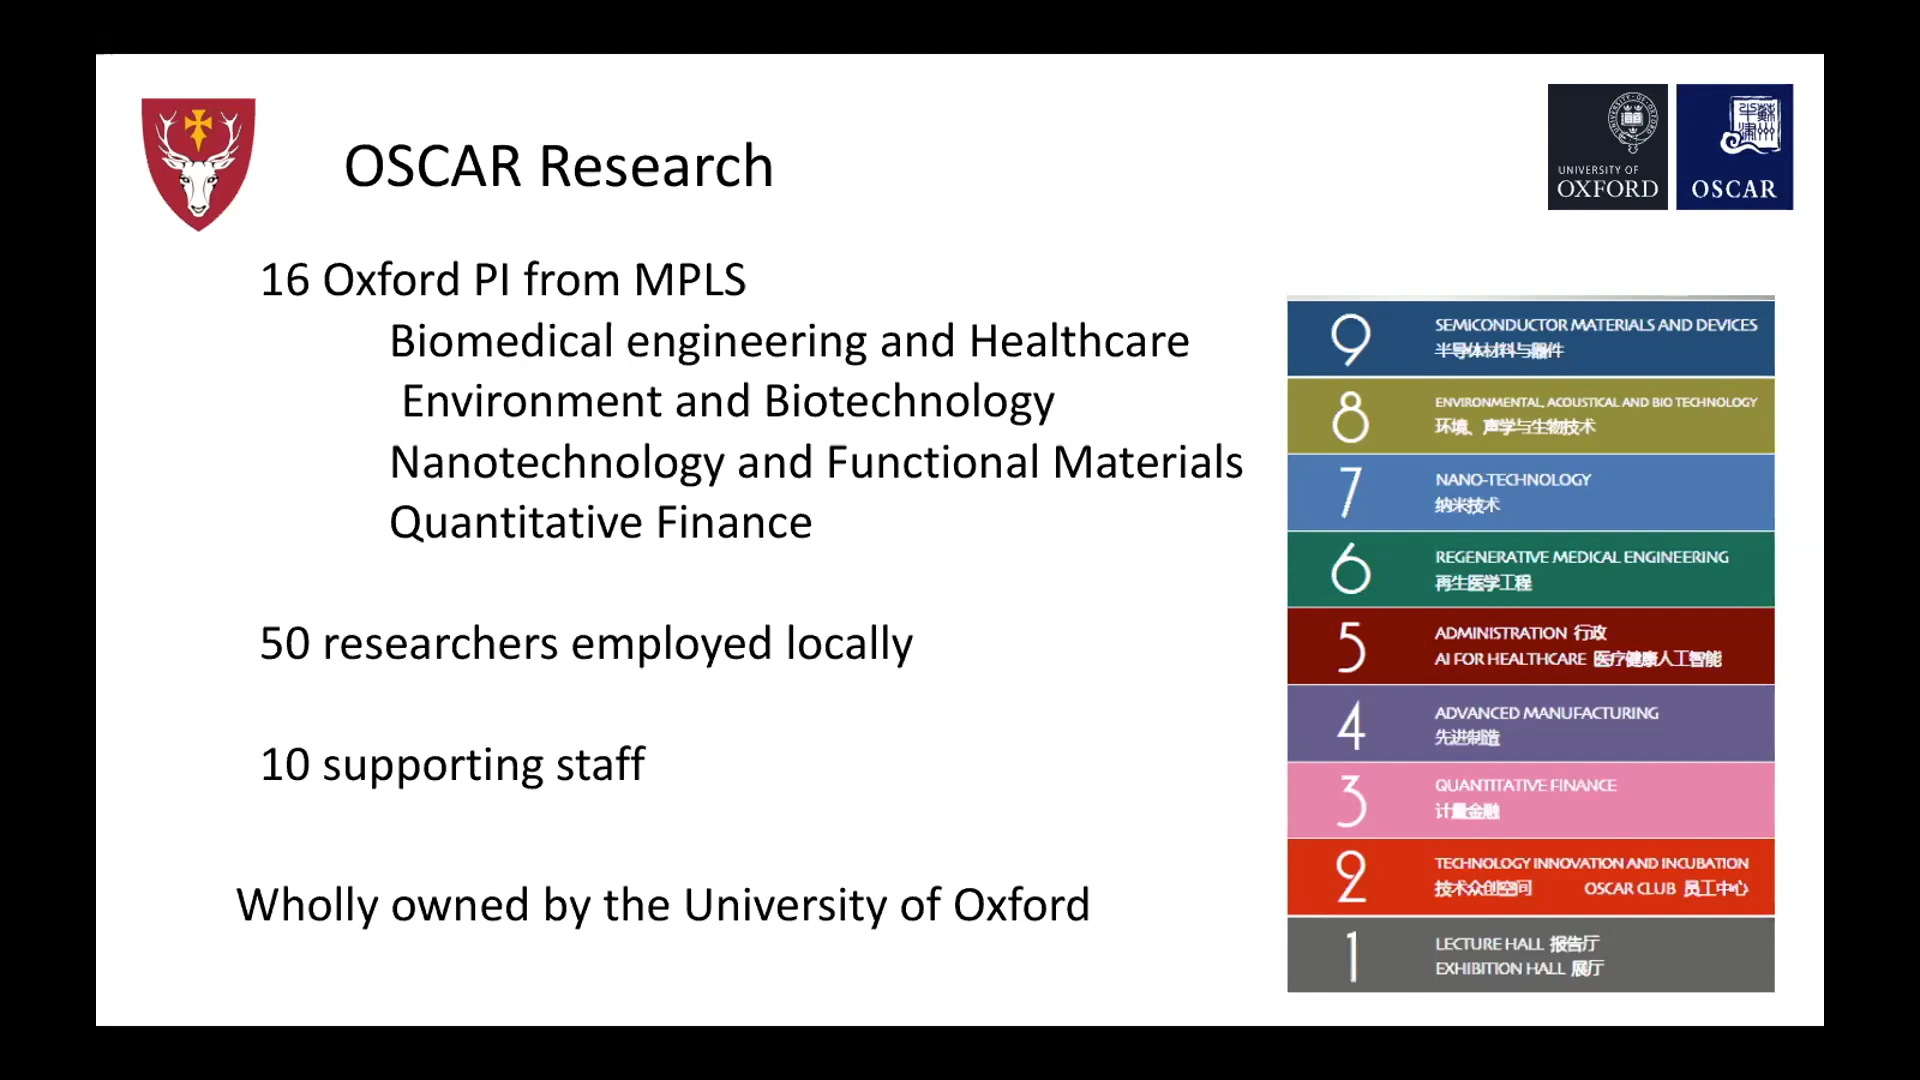 OSCAR Research
UNIVERSITY OF
OXFORD
OSCAR
16 Oxford PI from MPLS
Biomedical engineering and Healthcare
Environment and Biotechnology
Nanotechnology and Functional Materials
Quantitative Finance
50 researchers employed locally
10 supporting staff
Wholly owned by the University of Oxford
9
SEMICONDUCTOR MATERIALS AND DEVICES
半导体材料与器件
8
ENVIRONMENTAL, ACOUSTICAL AND BIO TECHNOLOGY
环境、声学与生物技术
7
NANO-TECHNOLOGY
纳米技术
6
REGENERATIVE MEDICAL ENGINEERING
再生医学工程
5
ADMINISTRATION 行政
AI FOR HEALTHCARE 医疗健康人工智能
4
ADVANCED MANUFACTURING
先进制造
3
QUANTITATIVE FINANCE
计量金融
2
TECHNOLOGY INNOVATION AND INCUBATION
技术众创空间 OSCAR CLUB 员工中心
1
LECTURE HALL 报告厅
EXHIBITION HALL 展厅